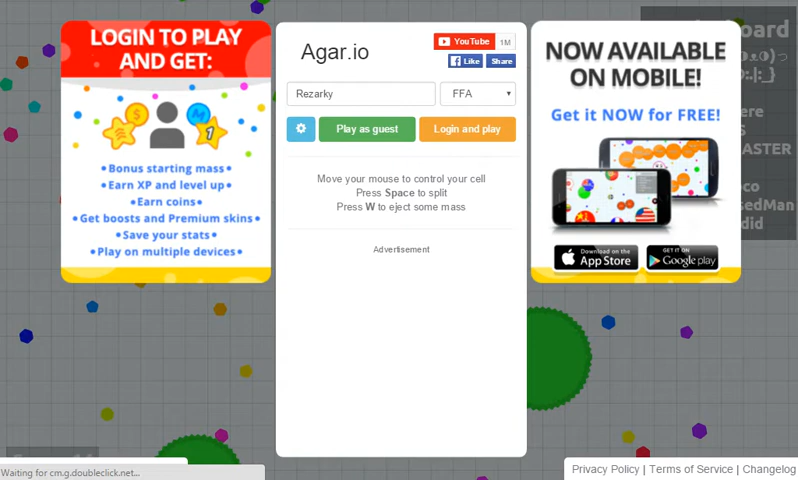 LOGIN TO PLAY
AND GET:
•Bonus starting mass•
•Earn XP and level up•
•Earn coins•
•Get boosts and Premium skins•
•Save your stats•
•Play on multiple devices•
Agar.io
YouTube 1M
Like Share
Rezarky FFA
Play as guest Login and play
Move your mouse to control your cell
Press Space to split
Press W to eject some mass
Advertisement
NOW AVAILABLE
ON MOBILE!
Get it NOW for FREE!
Download on the
App Store
GET IT ON
Google play
Waiting for cm.g.doubleclick.net...
Privacy Policy | Terms of Service | Changelog